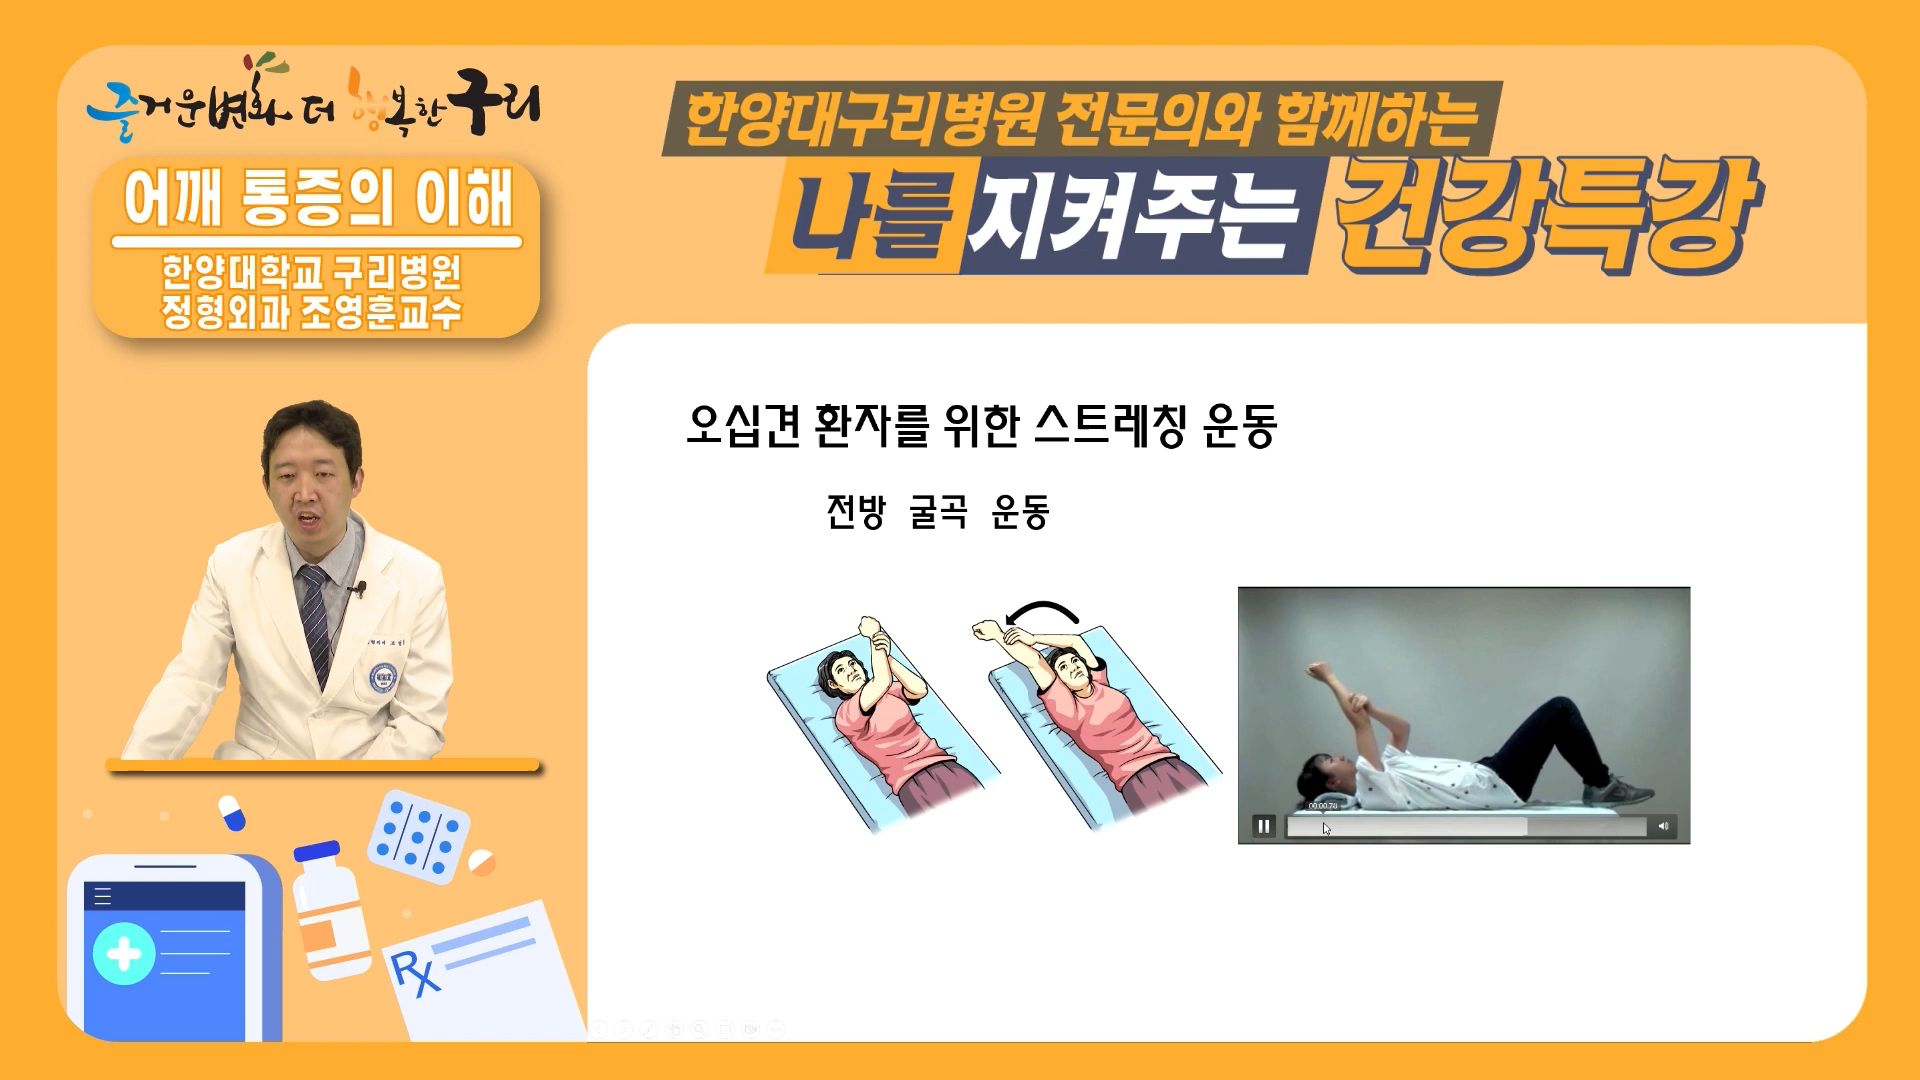 즐거운변화 더 행복한 구리
어깨 통증의 이해
한양대학교 구리병원
정형외과 조영훈교수
한양대구리병원 전문의와 함께하는
나를 지켜주는 건강특강
오십견 환자를 위한 스트레칭 운동
전방 굴곡 운동
Rx